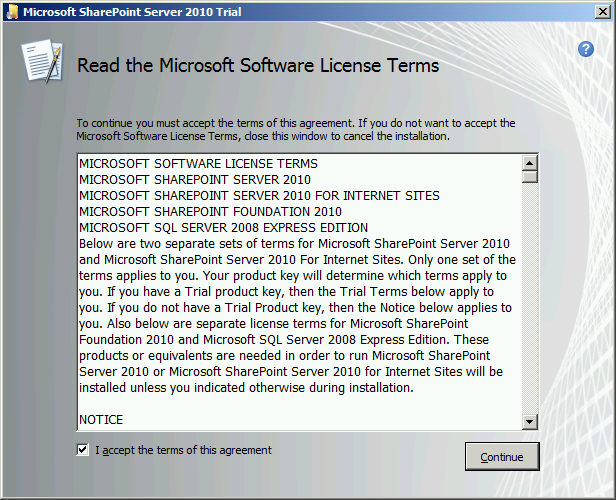 Microsoft SharePoint Server 2010 Trial
?
Read the Microsoft Software License Terms
To continue you must accept the terms of this agreement. If you do not want to accept the
Microsoft Software License Terms, close this window to cancel the installation.
MICROSOFT SOFTWARE LICENSE TERMS
MICROSOFT SHAREPOINT SERVER 2010
MICROSOFT SHAREPOINT SERVER 2010 FOR INTERNET SITES
MICROSOFT SHAREPOINT FOUNDATION 2010
MICROSOFT SQL SERVER 2008 EXPRESS EDITION
Below are two separate sets of terms for Microsoft SharePoint Server 2010
and Microsoft SharePoint Server 2010 For Internet Sites. Only one set of the
terms applies to you. Your product key will determine which terms apply to
you. If you have a Trial product key, then the Trial Terms below apply to
you. If you do not have a Trial Product key, then the Notice below applies to
you. Also below are separate license terms for Microsoft SharePoint
Foundation 2010 and Microsoft SQL Server 2008 Express Edition. These
products or equivalents are needed in order to run Microsoft SharePoint
Server 2010 or Microsoft SharePoint Server 2010 for Internet Sites will be
installed unless you indicated otherwise during installation.
NOTICE
I accept the terms of this agreement
Continue